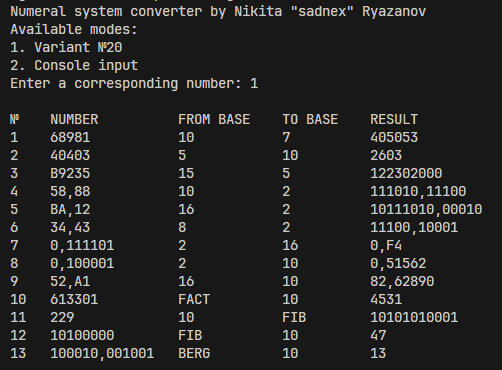 Numeral system converter by Nikita "sadnex" Ryazanov
Available modes:
1. Variant №20
2. Console input
Enter a corresponding number: 1
№ NUMBER FROM BASE TO BASE RESULT
1 68981 10 7 405053
2 40403 5 10 2603
3 B9235 15 5 122302000
4 58,88 10 2 111010,11100
5 BA,12 16 2 10111010,00010
6 34,43 8 2 11100,10001
7 0,111101 2 16 0,F4
8 0,100001 2 10 0,51562
9 52,A1 16 10 82,62890
10 613301 FACT 10 4531
11 229 10 FIB 10101010001
12 10100000 FIB 10 47
13 100010,001001 BERG 10 13